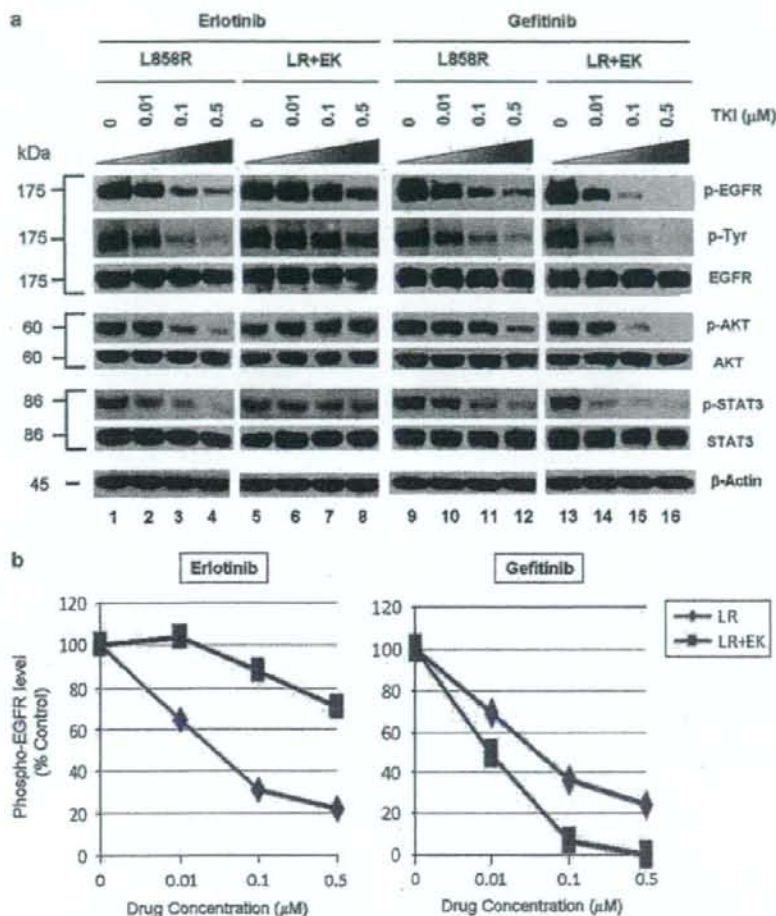 a
Erlotinib Gefitinib
L858R LR+EK L858R LR+EK
0 0.01 0.1 0.5 0 0.01 0.1 0.5 0 0.01 0.1 0.5 0 0.01 0.1 0.5 TKI (µM)
kDa
175 p-EGFR
175 p-Tyr
175 EGFR
60 p-AKT
60 AKT
86 p-STAT3
86 STAT3
45 β-Actin
1 2 3 4 5 6 7 8 9 10 11 12 13 14 15 16
b
Erlotinib Gefitinib
Phospho-EGFR level
(% Control)
120 120
100 100
80 80
60 60
40 40
20 20
0 0
0 0.01 0.1 0.5 0 0.01 0.1 0.5
Drug Concentration (µM) Drug Concentration (µM)
LR
LR+EK